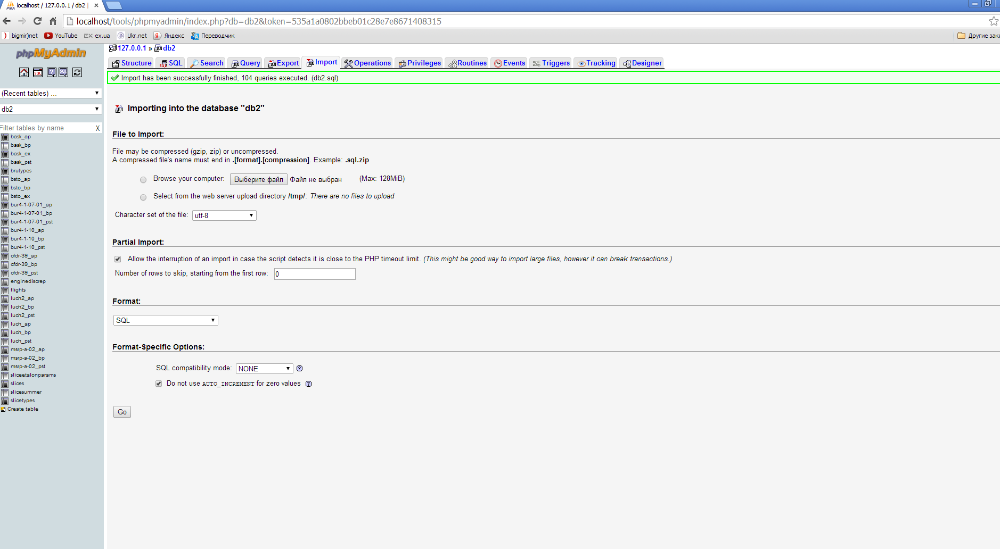 localhost / 127.0.0.1 / db2 |
localhost/tools/phpmyadmin/index.php?db=db2&token=535a1a0802bbeb01c28e7e8671408315
bigmir)net YouTube EX ex.ua Ukr.net Яндекс Переводчик Другие закл
phpMyAdmin
(Recent tables) ...
db2
Filter tables by name X
bask_ap
bask_bp
bask_ex
bask_pst
brutypes
bsto_ap
bsto_bp
bsto_ex
bur4-1-07-01_ap
bur4-1-07-01_bp
bur4-1-07-01_pst
bur4-1-10_ap
bur4-1-10_bp
bur4-1-10_pst
cfdr-39_ap
cfdr-39_bp
cfdr-39_pst
enginediscrep
flights
luch2_ap
luch2_bp
luch2_pst
luch_ap
luch_bp
luch_pst
msrp-a-02_ap
msrp-a-02_bp
msrp-a-02_pst
sliceetalonparams
slices
slicesummer
slicetypes
Create table
127.0.0.1 » db2
Structure SQL Search Query Export Import Operations Privileges Routines Events Triggers Tracking Designer
Import has been successfully finished, 104 queries executed. (db2.sql)
Importing into the database "db2"
File to Import:
File may be compressed (gzip, zip) or uncompressed.
A compressed file's name must end in .[format].[compression]. Example: .sql.zip
Browse your computer: Выберите файл Файл не выбран (Max: 128MiB)
Select from the web server upload directory /tmp/: There are no files to upload
Character set of the file: utf-8
Partial Import:
Allow the interruption of an import in case the script detects it is close to the PHP timeout limit. (This might be good way to import large files, however it can break transactions.)
Number of rows to skip, starting from the first row: 0
Format:
SQL
Format-Specific Options:
SQL compatibility mode: NONE
Do not use AUTO_INCREMENT for zero values
Go